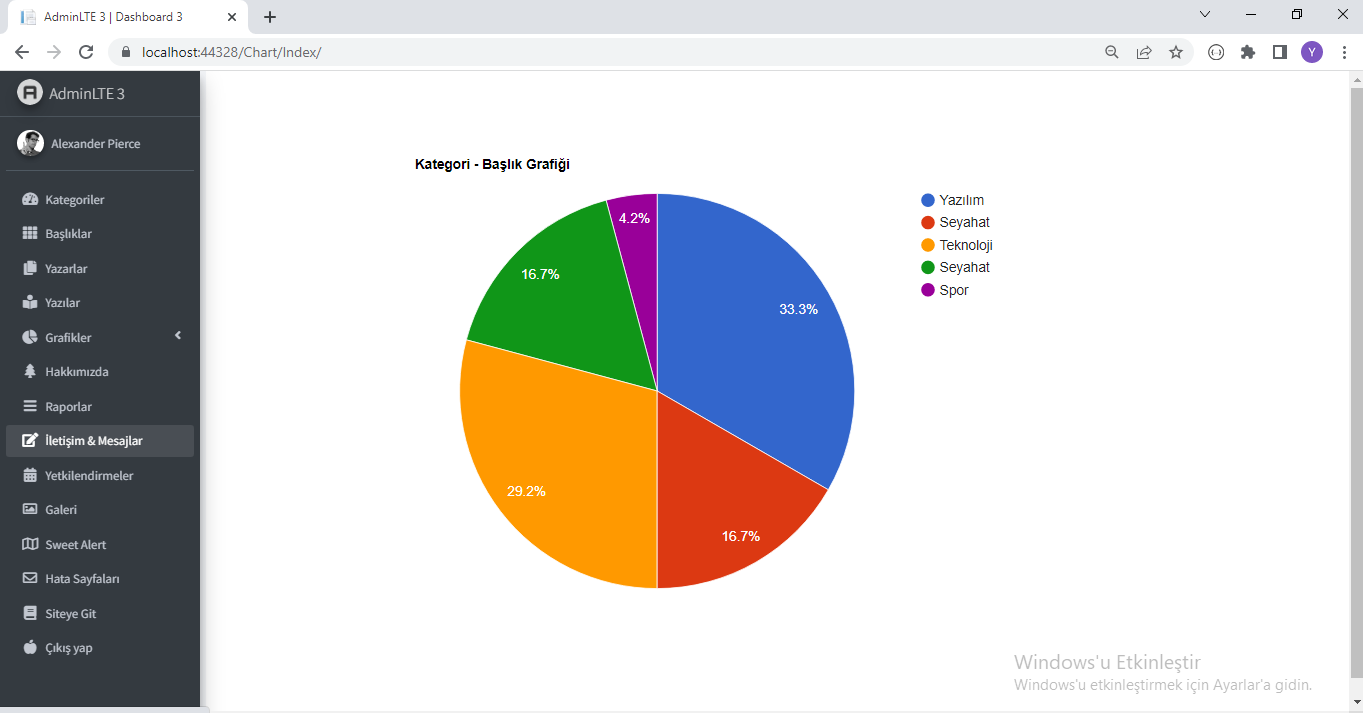 AdminLTE 3 | Dashboard 3
localhost:44328/Chart/Index/
Y
AdminLTE 3
Alexander Pierce
Kategoriler
Başlıklar
Yazarlar
Yazılar
Grafikler
Hakkımızda
Raporlar
İletişim & Mesajlar
Yetkilendirmeler
Galeri
Sweet Alert
Hata Sayfaları
Siteye Git
Çıkış yap
Kategori - Başlık Grafiği
4.2%
16.7%
33.3%
29.2%
16.7%
Yazılım
Seyahat
Teknoloji
Seyahat
Spor
Windows'u Etkinleştir
Windows'u etkinleştirmek için Ayarlar'a gidin.